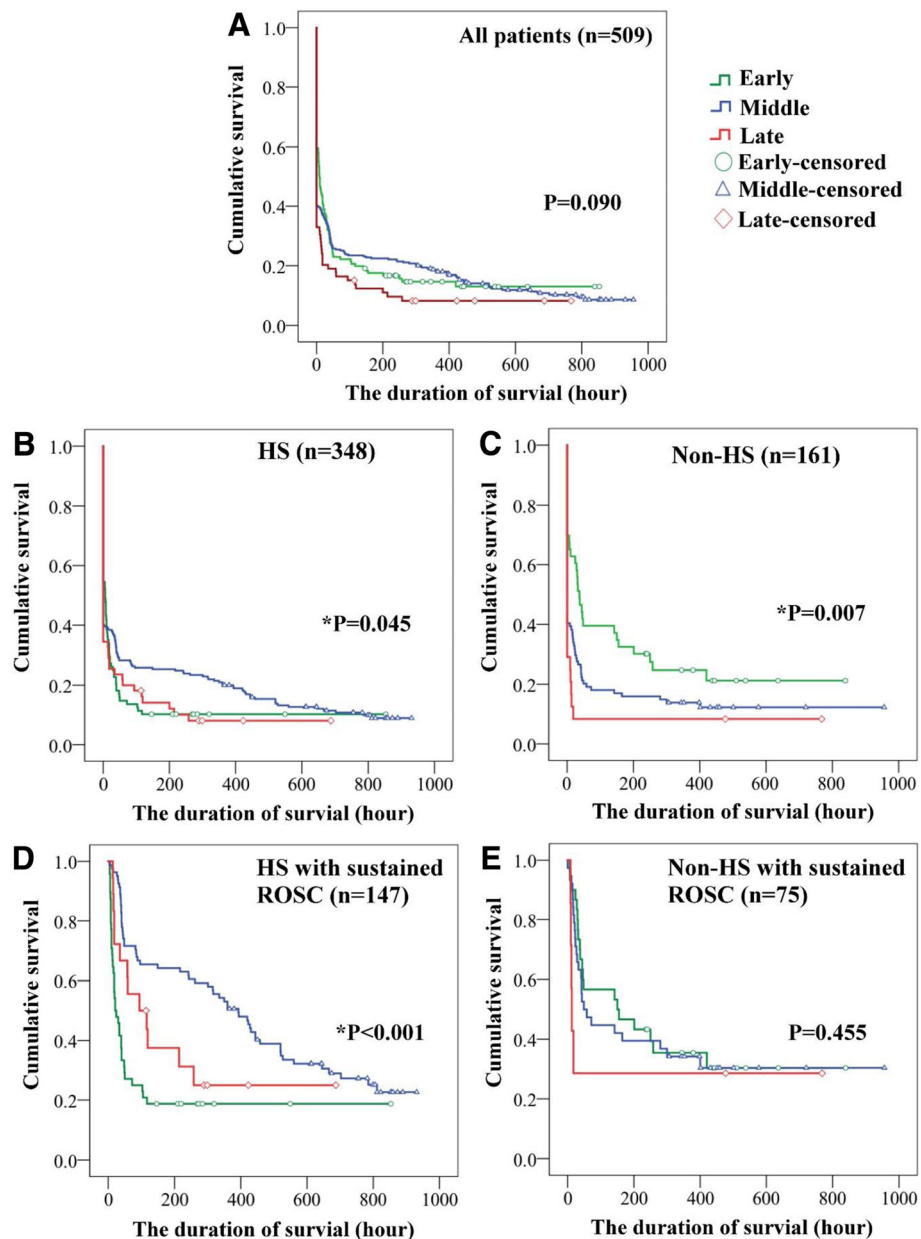 A
All patients (n=509)
Cumulative survival
1.0
0.8
0.6
0.4
0.2
0.0
P=0.090
0 200 400 600 800 1000
The duration of survial (hour)
Early
Middle
Late
Early-censored
Middle-censored
Late-censored
B
HS (n=348)
Cumulative survival
1.0
0.8
0.6
0.4
0.2
0.0
*P=0.045
0 200 400 600 800 1000
The duration of survial (hour)
C
Non-HS (n=161)
Cumulative survival
1.0
0.8
0.6
0.4
0.2
0.0
*P=0.007
0 200 400 600 800 1000
The duration of survial (hour)
D
HS with sustained
ROSC (n=147)
Cumulative survival
1.0
0.8
0.6
0.4
0.2
0.0
*P<0.001
0 200 400 600 800 1000
The duration of survial (hour)
E
Non-HS with sustained
ROSC (n=75)
Cumulative survival
1.0
0.8
0.6
0.4
0.2
0.0
P=0.455
0 200 400 600 800 1000
The duration of survial (hour)